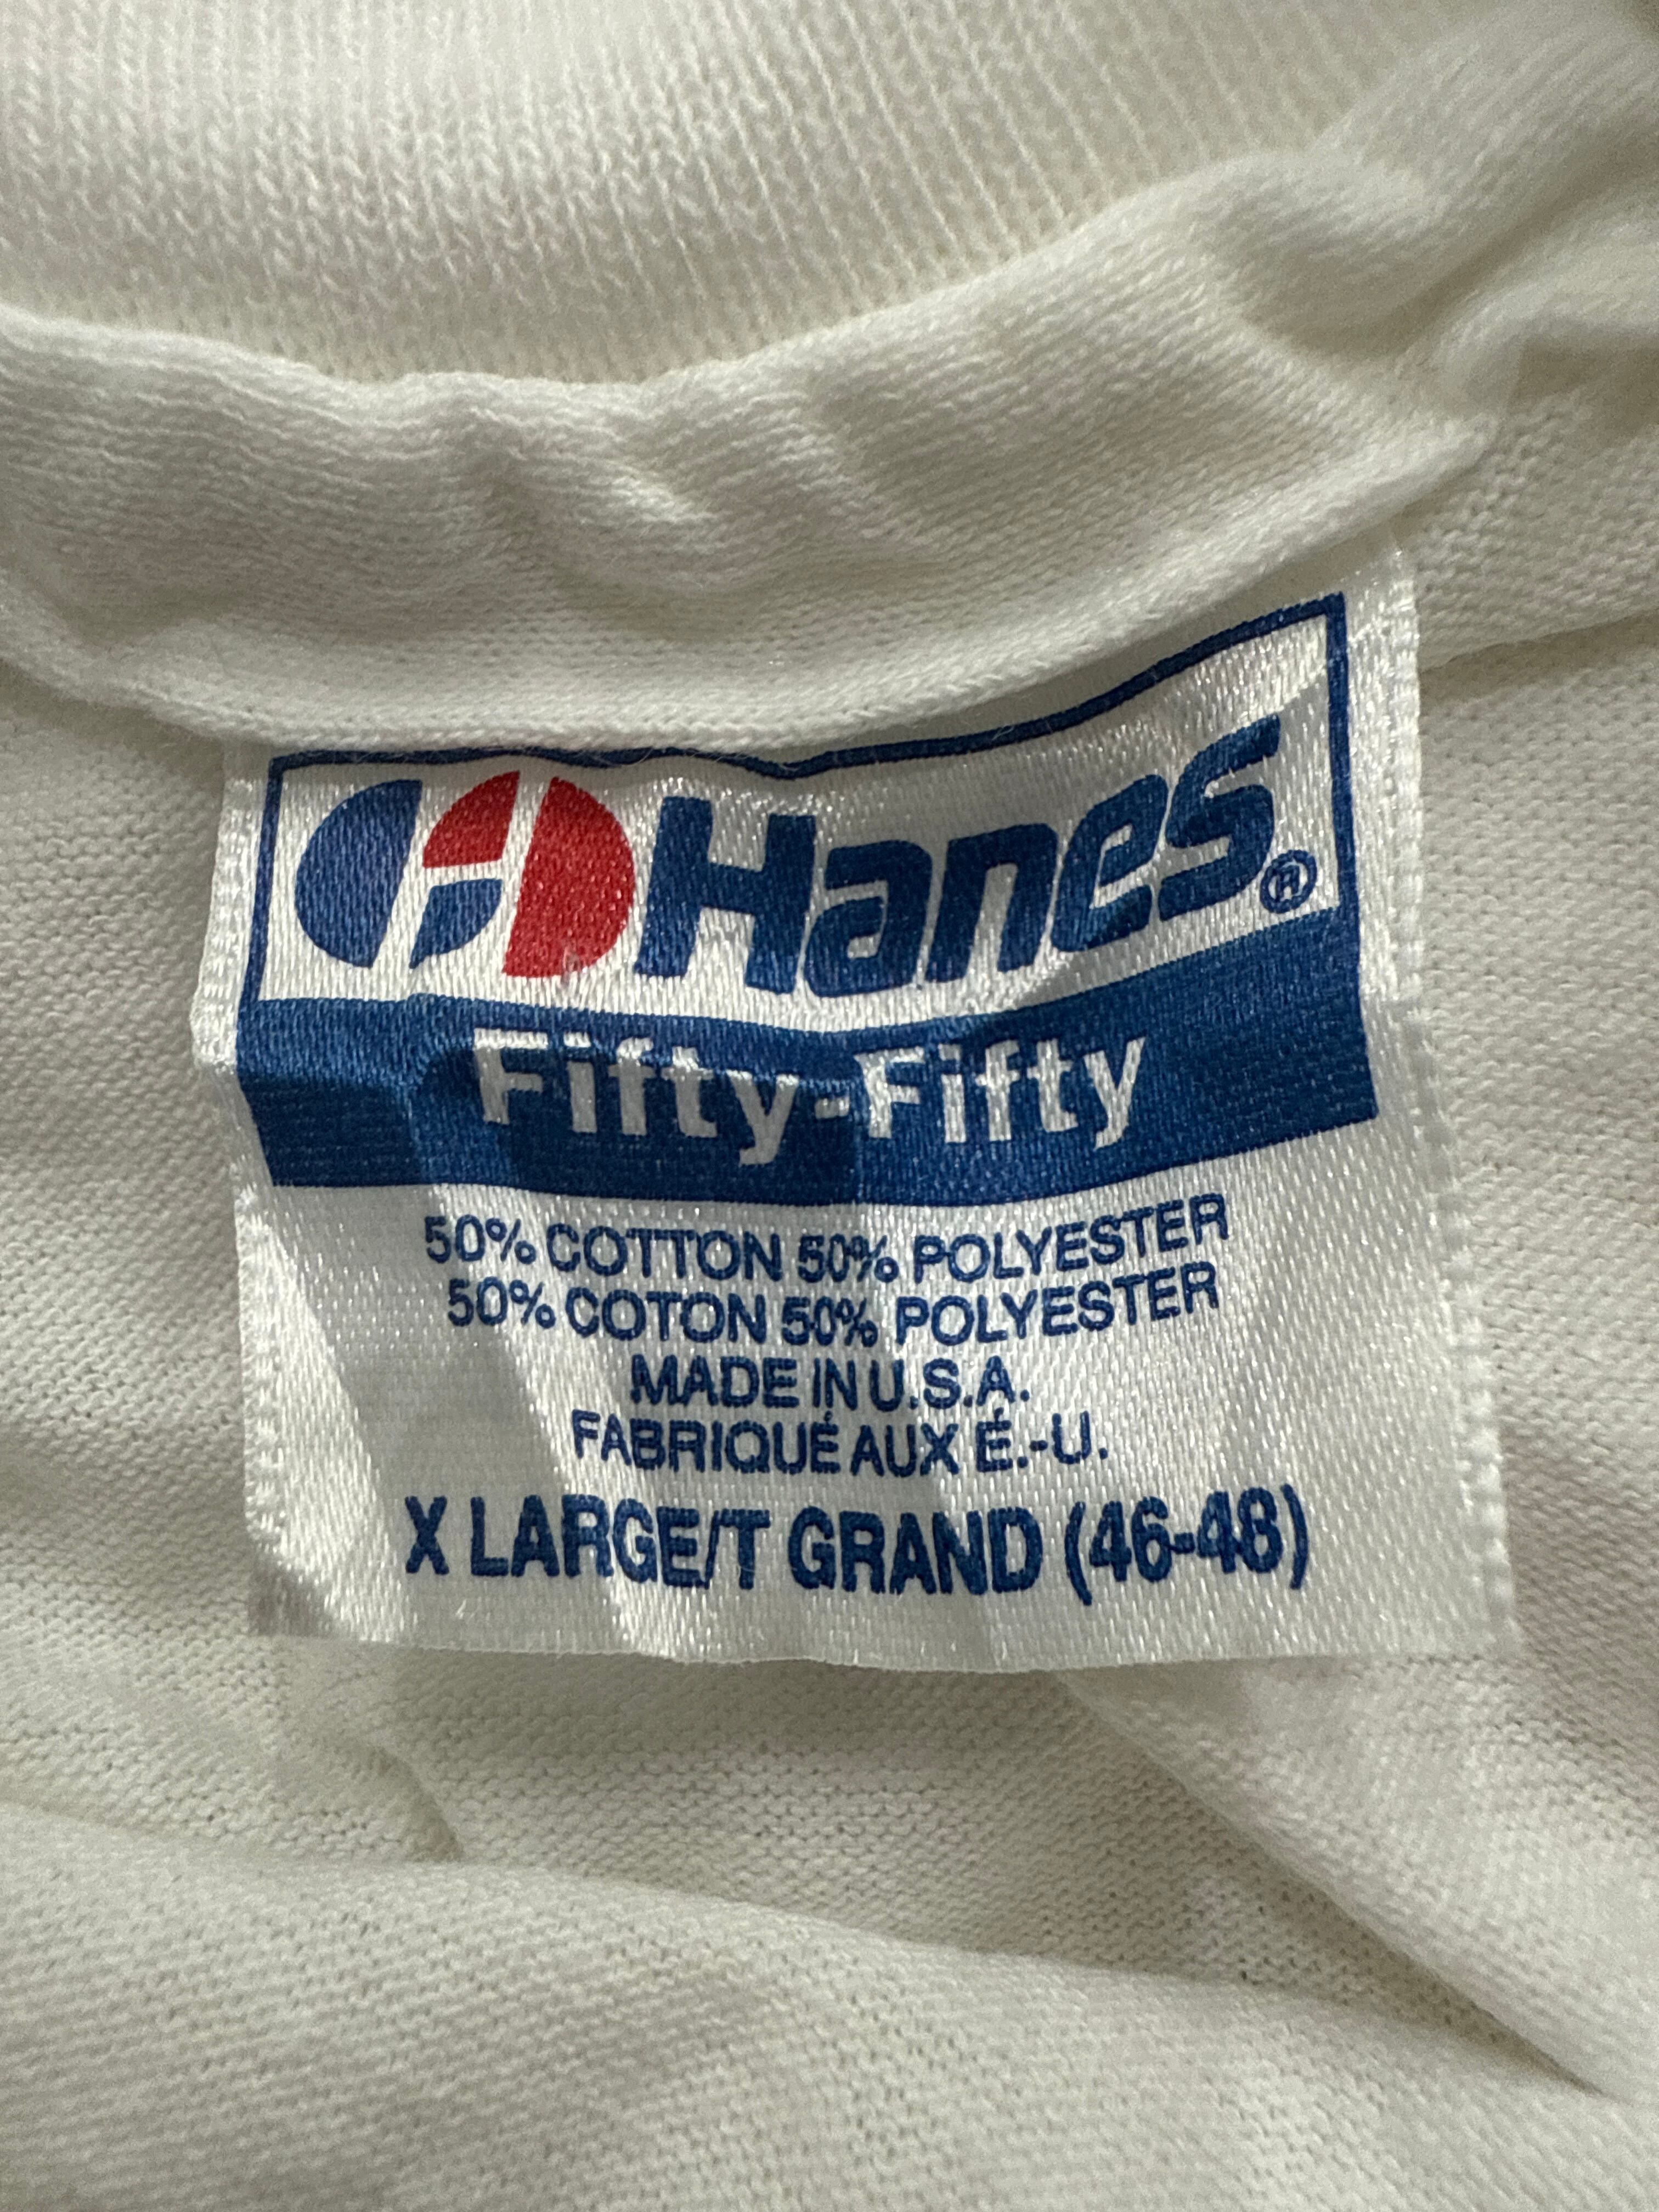 Hanes®
Fifty-Fifty
50% COTTON 50% POLYESTER
50% COTON 50% POLYESTER
MADE IN U.S.A.
FABRIQUÉ AUX É.-U.
X LARGE/T GRAND (46-48)